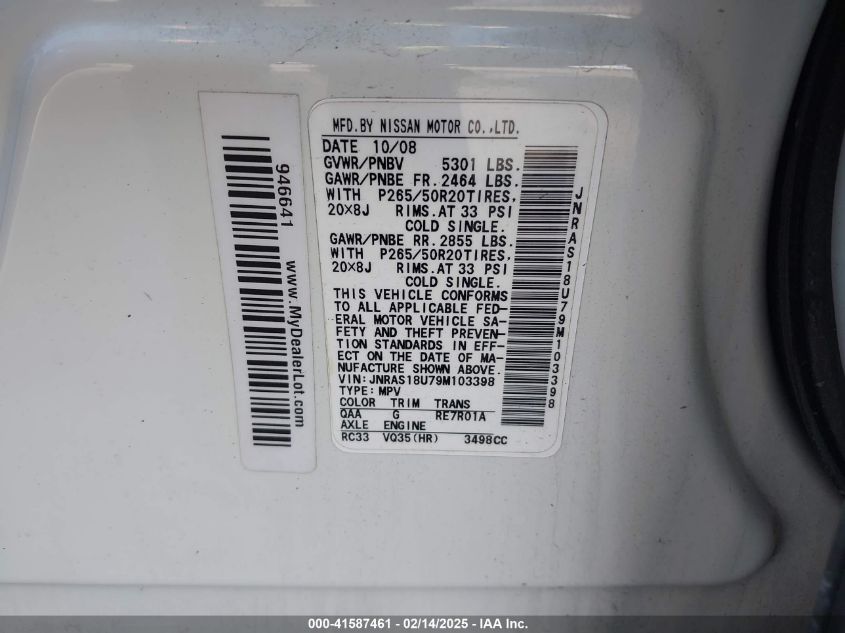 946641 www.MyDealerLot.com
MFD.BY NISSAN MOTOR CO.,LTD.
DATE 10/08
GVWR/PNBV 5301 LBS.
GAWR/PNBE FR. 2464 LBS.
WITH P265/50R20TIRES,
20×8J RIMS.AT 33 PSI
COLD SINGLE.
GAWR/PNBE RR. 2855 LBS.
WITH P265/50R20TIRES,
20×8J RIMS.AT 33 PSI
COLD SINGLE.
THIS VEHICLE CONFORMS
TO ALL APPLICABLE FED-
ERAL MOTOR VEHICLE SA-
FETY AND THEFT PREVEN-
TION STANDARDS IN EFF-
ECT ON THE DATE OF MA-
NUFACTURE SHOWN ABOVE.
VIN: JNRAS18U79M103398
TYPE: MPV
COLOR TRIM TRANS
QAA G RE7R01A
AXLE ENGINE
RC33 VQ35(HR) 3498CC
JNRAS18U79M103398
000-41587461 - 02/14/2025 - IAA Inc.